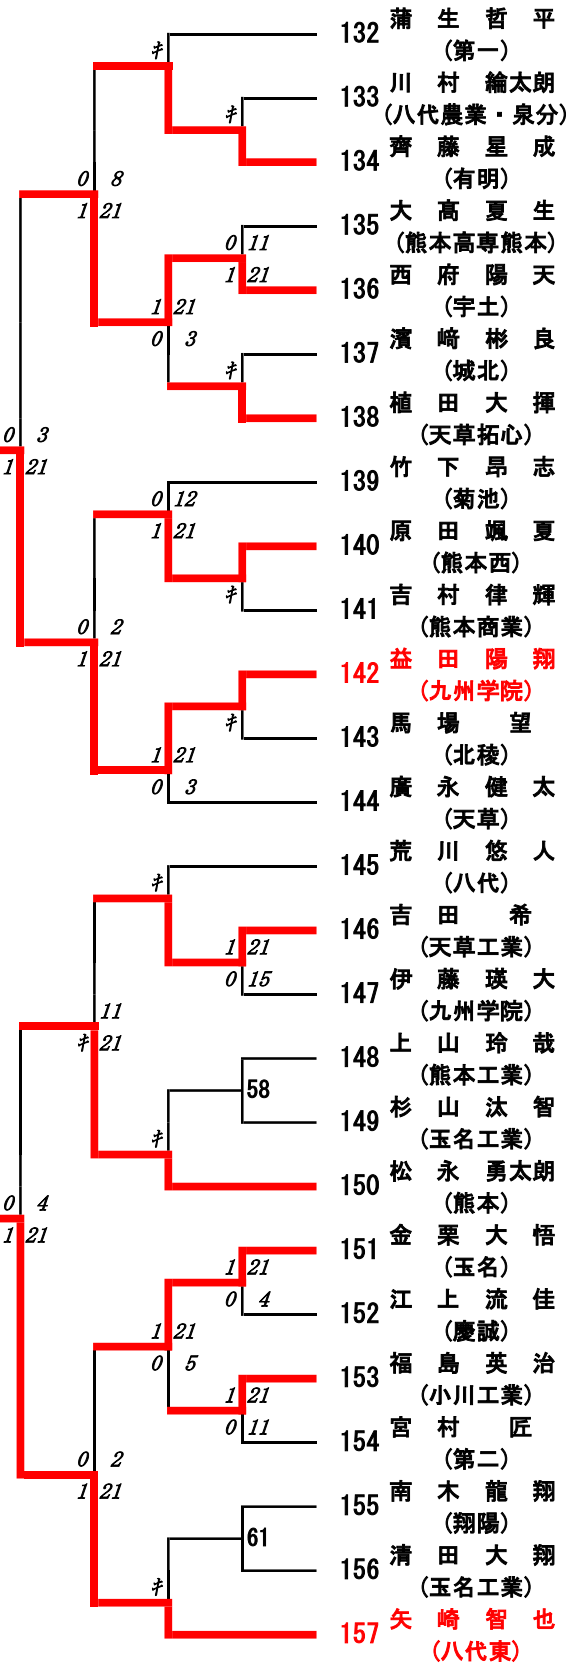 132 蒲生哲平
(第一)
キ
133 川村綸太朗
(八代農業・泉分)
キ
134 齊藤星成
(有明)
0 8
1 21
135 大髙夏生
(熊本高専熊本)
0 11
1 21
136 西府陽天
(宇土)
1 21
0 3
137 濱﨑彬良
(城北)
キ
138 植田大揮
(天草拓心)
0 3
1 21
139 竹下昂志
(菊池)
0 12
1 21
140 原田颯夏
(熊本西)
キ
141 吉村律輝
(熊本商業)
0 2
1 21
142 益田陽翔
(九州学院)
キ
143 馬場望
(北稜)
1 21
0 3
144 廣永健太
(天草)
145 荒川悠人
(八代)
キ
146 吉田希
(天草工業)
1 21
0 15
147 伊藤瑛大
(九州学院)
11
キ 21
148 上山玲哉
(熊本工業)
58
149 杉山汰智
(玉名工業)
キ
150 松永勇太朗
(熊本)
0 4
1 21
151 金栗大悟
(玉名)
1 21
0 4
152 江上流佳
(慶誠)
1 21
0 5
153 福島英治
(小川工業)
1 21
0 11
154 宮村匠
(第二)
0 2
1 21
155 南木龍翔
(翔陽)
61
156 清田大翔
(玉名工業)
キ
157 矢崎智也
(八代東)